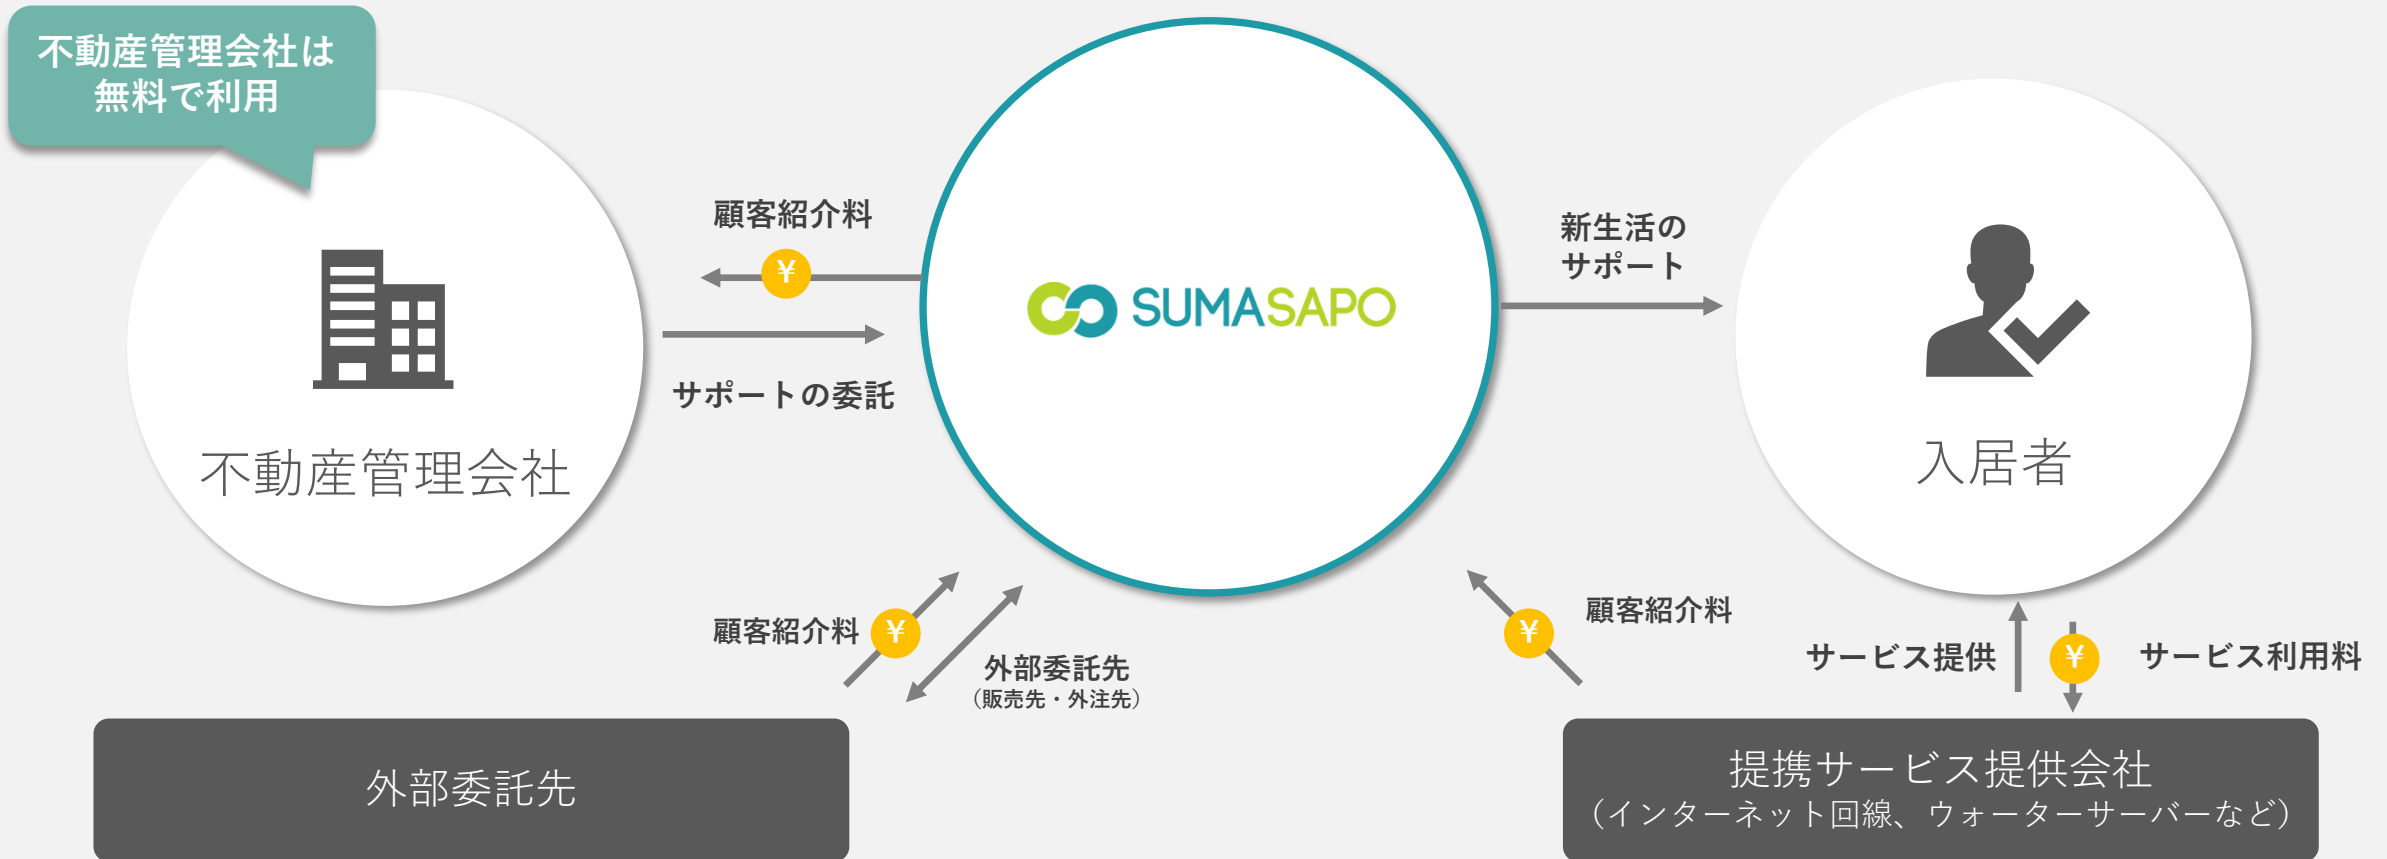 不動産管理会社は
無料で利用
不動産管理会社
顧客紹介料
¥
サポートの委託
SUMASAPO
新生活の
サポート
入居者
顧客紹介料
¥
外部委託先
（販売先・外注先）
¥
顧客紹介料
サービス提供
¥
サービス利用料
外部委託先
提携サービス提供会社
（インターネット回線、ウォーターサーバーなど）